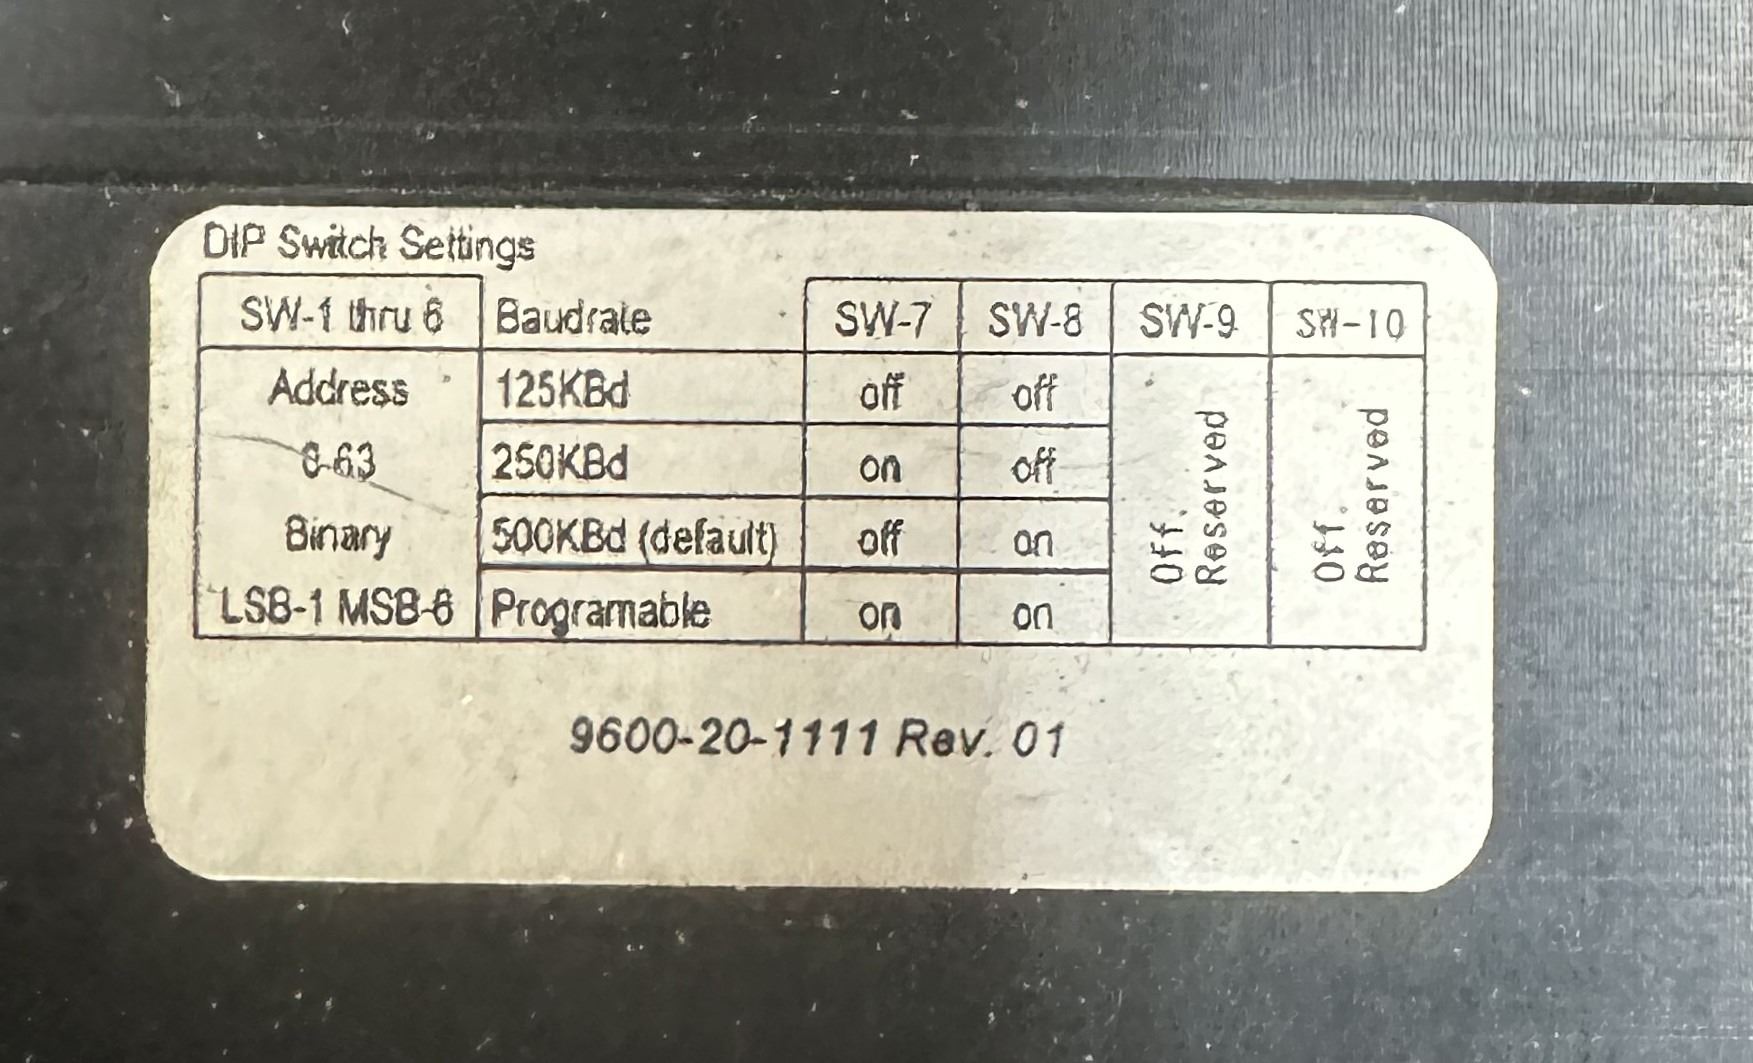 DIP Switch Settings
SW-1 thru 6 Baudrate SW-7 SW-8 SW-9 SW-10
Address 125KBd off off
0-63 250KBd on off
Binary 500KBd (default) off on
LSB-1 MSB-6 Programable on on
Off.
Reserved
Off.
Reserved
9600-20-1111 Rev. 01